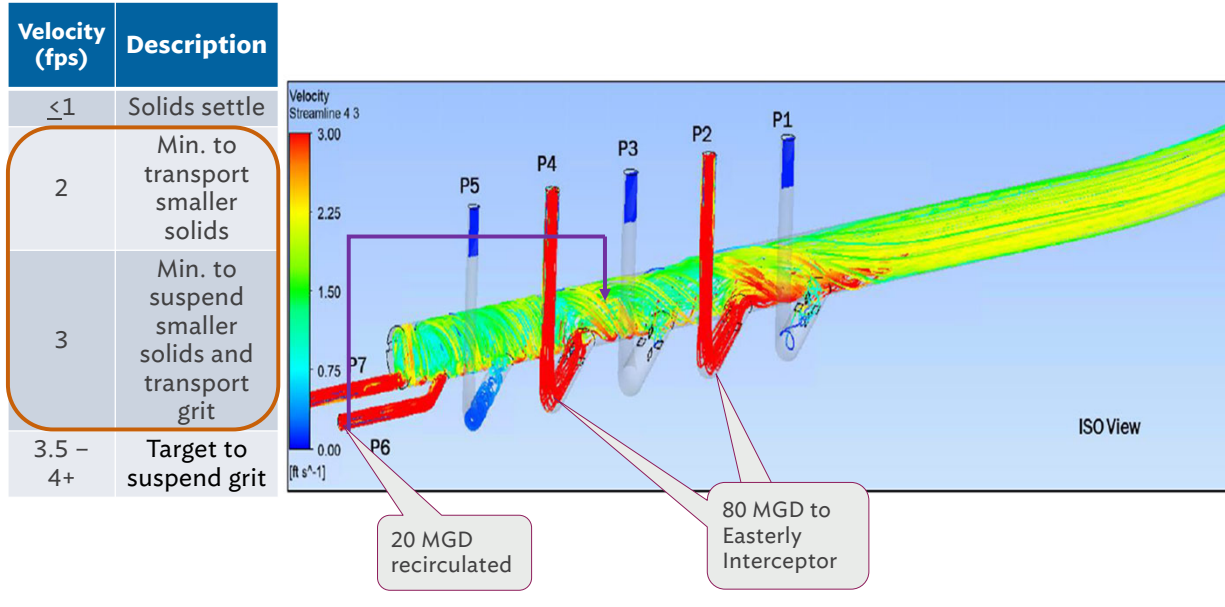 Velocity
(fps)
Description
<1
Solids settle
2
Min. to
transport
smaller
solids
3
Min. to
suspend
smaller
solids and
transport
grit
3.5 –
4+
Target to
suspend grit
Velocity
Streamline 4 3
3.00
2.25
1.50
0.75
0.00
[ft s^-1]
P1
P2
P3
P4
P5
P7
P6
ISO View
20 MGD
recirculated
80 MGD to
Easterly
Interceptor